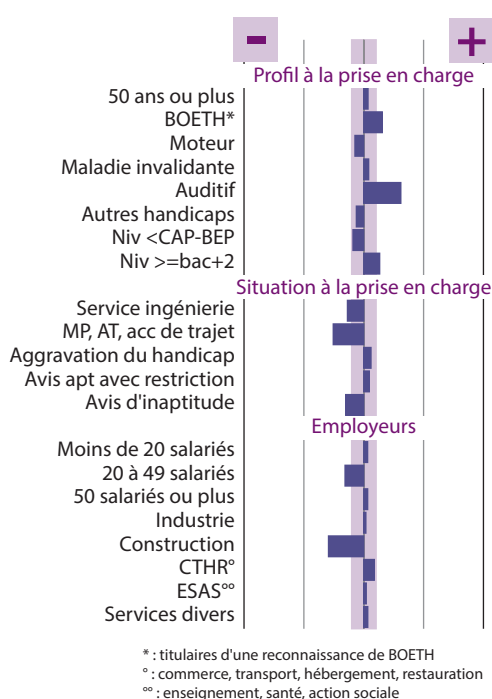 - +
Profil à la prise en charge
50 ans ou plus
BOETH*
Moteur
Maladie invalidante
Auditif
Autres handicaps
Niv <CAP-BEP
Niv >=bac+2
Situation à la prise en charge
Service ingénierie
MP, AT, acc de trajet
Aggravation du handicap
Avis apt avec restriction
Avis d'inaptitude
Employeurs
Moins de 20 salariés
20 à 49 salariés
50 salariés ou plus
Industrie
Construction
CTHR°
ESAS°°
Services divers
* : titulaires d'une reconnaissance de BOETH
° : commerce, transport, hébergement, restauration
°° : enseignement, santé, action sociale